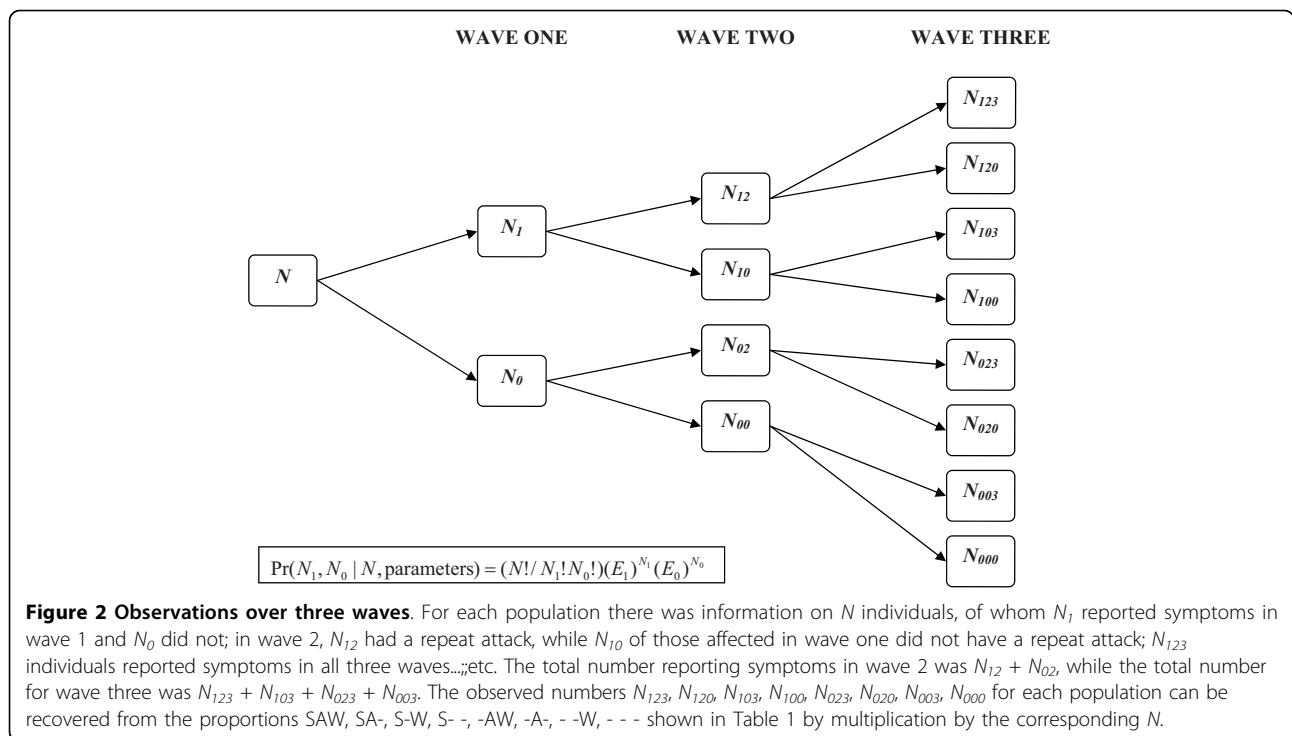 WAVE ONE WAVE TWO WAVE THREE
N123
N120
N12
N103
N1
N10
N100
N
N02
N023
N0
N020
N00
N003
N000
Pr(N1, N0 | N, parameters) = (N!/ N1!N0!)(E1)^N1 (E0)^N0
Figure 2 Observations over three waves. For each population there was information on N individuals, of whom N1 reported symptoms in
wave 1 and N0 did not; in wave 2, N12 had a repeat attack, while N10 of those affected in wave one did not have a repeat attack; N123
individuals reported symptoms in all three waves...;;etc. The total number reporting symptoms in wave 2 was N12 + N02, while the total number
for wave three was N123 + N103 + N023 + N003. The observed numbers N123, N120, N103, N100, N023, N020, N003, N000 for each population can be
recovered from the proportions SAW, SA-, S-W, S- -, -AW, -A-, - -W, - - - shown in Table 1 by multiplication by the corresponding N.